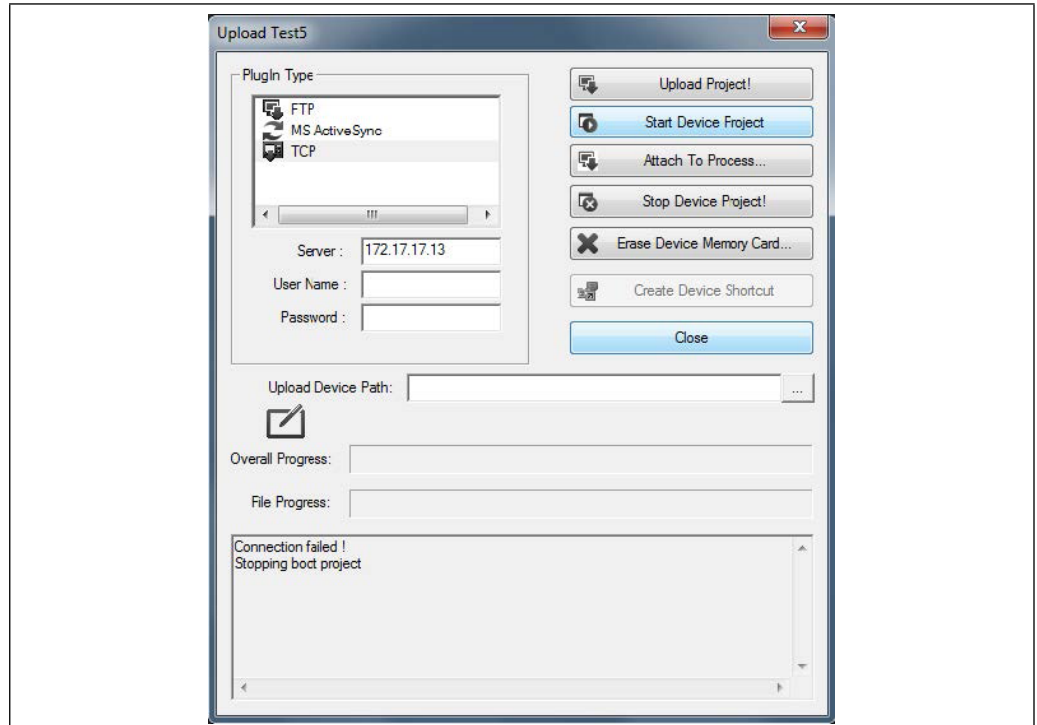 Upload Test5
PlugIn Type
FTP
MS ActiveSync
TCP
Server :
172.17.17.13
User Name :
Password :
Upload Project!
Start Device Froject
Attach To Process...
Stop Device Project!
Erase Device Memory Card...
Create Device Shortcut
Close
Upload Device Path:
...
Overall Progress:
File Progress:
Connection failed !
Stopping boct project